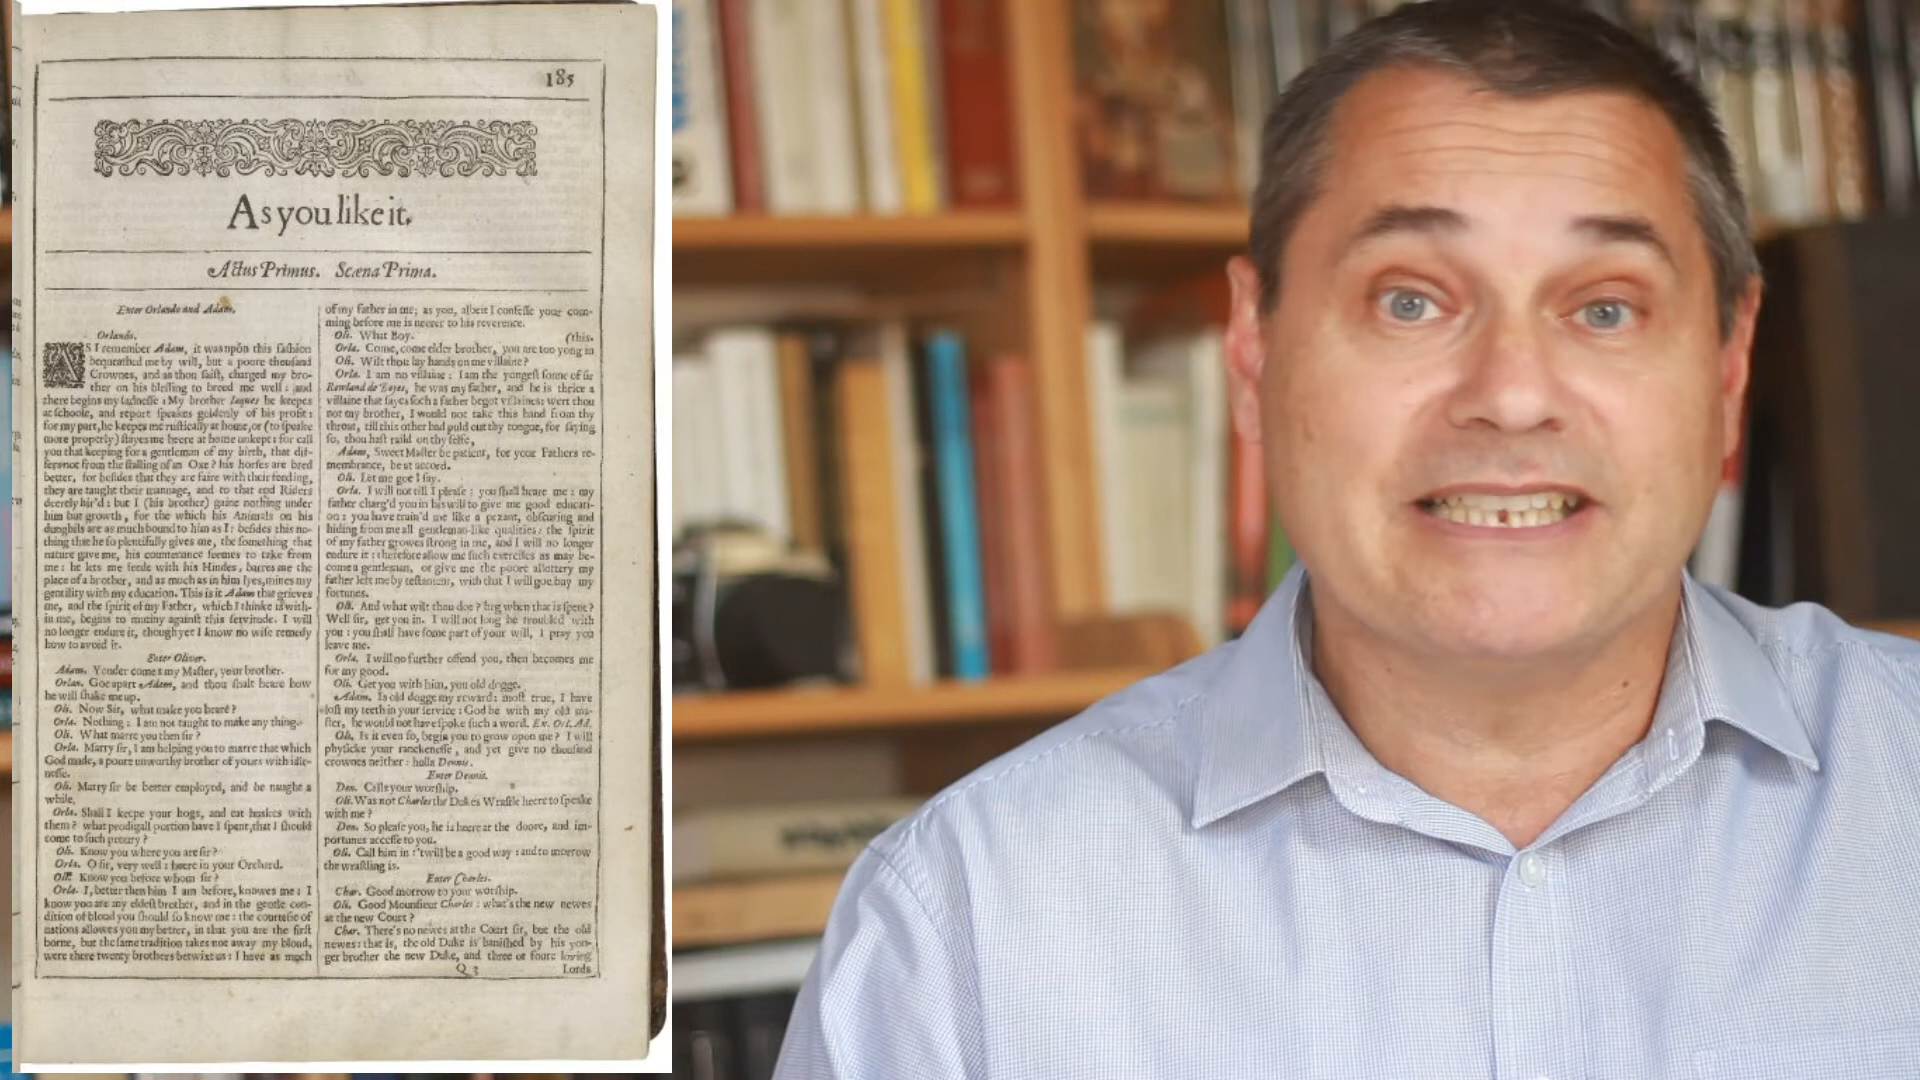 185
As you like it.
Actus Primus. Scæna Prima.
Enter Orlando and Adam.
Orlando.
AS I remember Adam, it was upon this fashion
bequeathed me by will, but a poore thousand
Crownes, and as thou saist, charged my bro-
ther on his blessing to breed me well: and
there begins my sadnesse: My brother Iaques he keepes
at schoole, and report speakes goldenly of his profit:
for my part, he keepes me rustically at home, or (to speake
more properly) staies me heere at home vnkept: for call
you that keeping for a gentleman of my birth, that dif-
fers not from the stalling of an Oxe? his horses are bred
better, for besides that they are faire with their feeding,
they are taught their mannage, and to that end Riders
deerely hir'd: but I (his brother) gaine nothing vnder
him but growth, for the which his Animals on his
dunghils are as much bound to him as I: besides this no-
thing that he so plentifully giues me, the something that
nature gaue mee, his countenance seemes to take from
me: he lets me feede with his Hindes, barres me the
place of a brother, and as much as in him lyes, mines my
gentility with my education. This is it Adam that grieues
me, and the spirit of my Father, which I thinke is with-
in me, begins to mutiny against this seruitude. I will
no longer endure it, though yet I know no wise remedy
how to auoid it.
Enter Oliuer.
Adam. Yonder comes my Master, your brother.
Orlan. Goe apart Adam, and thou shalt heare how
he will shake me vp.
Oli. Now Sir, what make you heere?
Orla. Nothing: I am not taught to make any thing.
Oli. What marre you then sir?
Orla. Marry sir, I am helping you to marre that which
God made, a poore vnworthy brother of yours with idle-
nesse.
Oli. Marry sir be better employed, and be naught a
while.
Orla. Shall I keepe your hogs, and eat huskes with
them? what prodigall portion haue I spent, that I should
come to such penury?
Oli. Know you where you are sir?
Orla. O sir, very well: heere in your Orchard.
Oli. Know you before whom sir?
Orla. I, better then him I am before, knowes me: I
know you are my eldest brother, and in the gentle con-
dition of bloud you should so know me: the courtesie of
nations allowes you my better, in that you are the first
borne, but the same tradition takes not away my bloud,
were there twenty brothers betwixt vs: I haue as much
of my father in me, as you, albeit I confesse your com-
ming before me is neerer to his reuerence.
Oli. What Boy. (this.
Orla. Come, come elder brother, you are too yong in
Oli. Wilt thou lay hands on me villaine?
Orla. I am no villaine: I am the yongest sonne of Sir
Rowland de Boyes, he was my father, and he is thrice a
villaine that saies such a father begot villaines: wert thou
not my brother, I would not take this hand from thy
throat, till this other had puld out thy tongue, for saying
so, thou hast raild on thy selfe.
Adam. Sweet Master be patient, for your Fathers re-
membrance, be at accord.
Oli. Let me goe I say.
Orla. I will not till I please: you shall heare me: my
father charg'd you in his will to giue me good educati-
on: you haue train'd me like a pezant, obscuring and
hiding from me all gentleman-like qualities: the spirit
of my father growes strong in me, and I will no longer
endure it: therefore allow me such exercises as may be-
come a gentleman, or giue me the poore allottery my
father left me by testament, with that I will goe buy my
fortunes.
Oli. And what wilt thou do? beg when that is spent?
Well sir, get you in. I will not long be troubled with
you: you shall haue some part of your will, I pray you
leaue me.
Orla. I will no further offend you, then becomes me
for my good.
Oli. Get you with him, you old dogge.
Adam. Is old dogge my reward: most true, I haue
lost my teeth in your seruice: God be with my olde ma-
ster, he would not haue spoke such a word. Ex. Orl. Ad.
Oli. Is it euen so, begin you to grow vpon me? I will
physicke your ranckenesse, and yet giue no thousand
crownes neither: holla Dennis.
Enter Dennis.
Den. Calls your worship?
Oli. Was not Charles the Dukes Wrastler heere to speake
with me?
Den. So please you, he is heere at the doore, and im-
portunes accesse to you.
Oli. Call him in: 'twill be a good way: and to morrow
the wrastling is.
Enter Charles.
Char. Good morrow to your worship.
Oli. Good Mounsier Charles: what's the new newes
at the new Court?
Char. There's no newes at the Court Sir, but the olde
newes: that is, the old Duke is banished by his yon-
ger brother the new Duke, and three or foure louing
Q 3 Lords